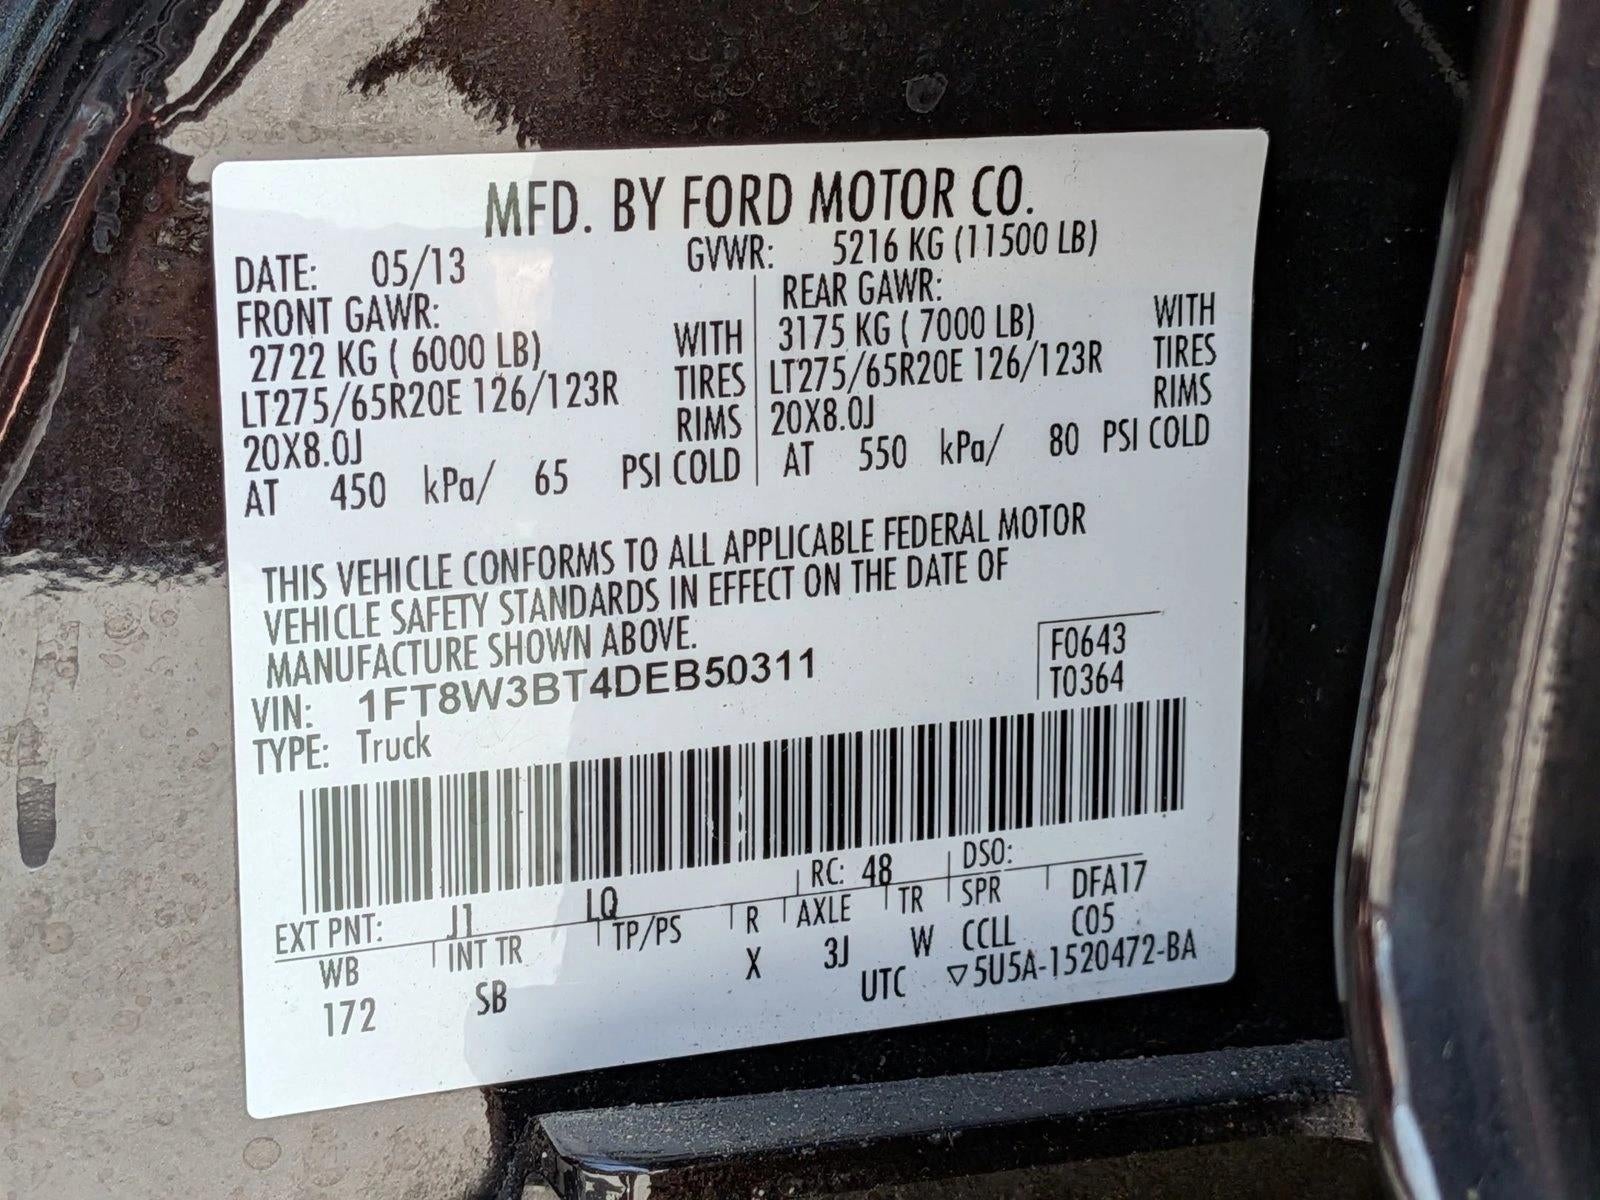 MFD. BY FORD MOTOR CO.
DATE: 05/13 GVWR: 5216 KG (11500 LB)
FRONT GAWR: REAR GAWR:
2722 KG ( 6000 LB) WITH 3175 KG ( 7000 LB) WITH
LT275/65R20E 126/123R TIRES LT275/65R20E 126/123R TIRES
20X8.0J RIMS 20X8.0J RIMS
AT 450 kPa/ 65 PSI COLD AT 550 kPa/ 80 PSI COLD
THIS VEHICLE CONFORMS TO ALL APPLICABLE FEDERAL MOTOR
VEHICLE SAFETY STANDARDS IN EFFECT ON THE DATE OF
MANUFACTURE SHOWN ABOVE.
VIN: 1FT8W3BT4DEB50311 F0643
TYPE: Truck T0364
EXT PNT: J1 LQ RC: 48 DSO:
WB INT TR TP/PS R AXLE TR SPR DFA17
172 SB X 3J W CCLL C05
UTC ▽5U5A-1520472-BA